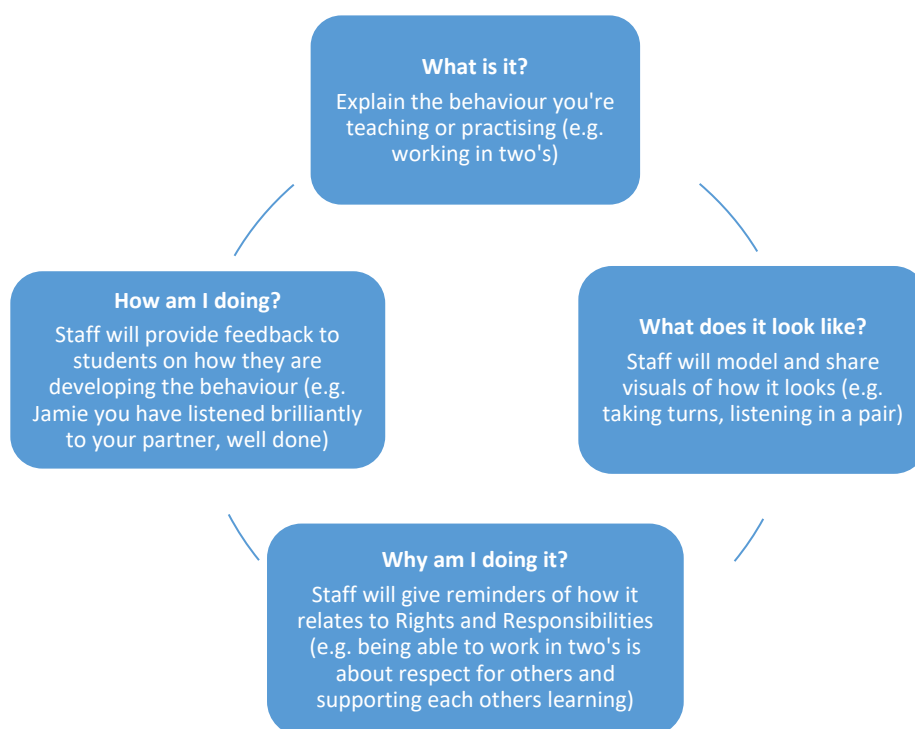 What is it?
Explain the behaviour you're
teaching or practising (e.g.
working in two's)
What does it look like?
Staff will model and share
visuals of how it looks (e.g.
taking turns, listening in a pair)
Why am I doing it?
Staff will give reminders of how it
relates to Rights and Responsibilities
(e.g. being able to work in two's is
about respect for others and
supporting each others learning)
How am I doing?
Staff will provide feedback to
students on how they are
developing the behaviour (e.g.
Jamie you have listened brilliantly
to your partner, well done)